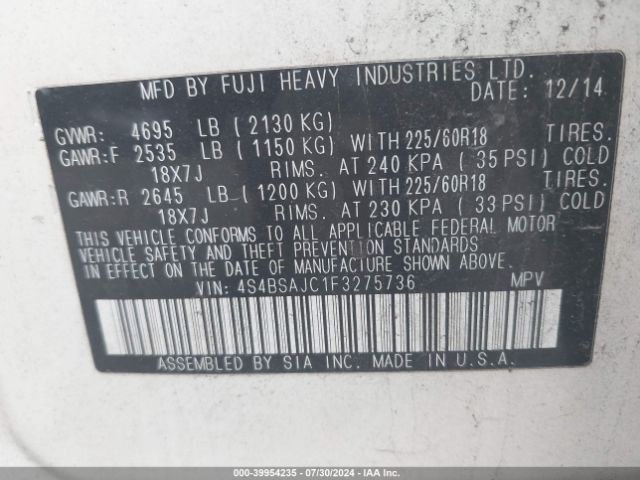 MFD BY FUJI HEAVY INDUSTRIES LTD.
DATE: 12/14
GVWR: 4695 LB ( 2130 KG)
GAWR:F 2535 LB ( 1150 KG) WITH 225/60R18 TIRES.
18X7J RIMS. AT 240 KPA ( 35 PSI) COLD
GAWR:R 2645 LB ( 1200 KG) WITH 225/60R18 TIRES.
18X7J RIMS. AT 230 KPA ( 33 PSI) COLD
THIS VEHICLE CONFORMS TO ALL APPLICABLE FEDERAL MOTOR
VEHICLE SAFETY AND THEFT PREVENTION STANDARDS
IN EFFECT ON THE DATE OF MANUFACTURE SHOWN ABOVE.
VIN: 4S4BSAJC1F3275736 MPV
ASSEMBLED BY SIA INC. MADE IN U.S.A.
000-39954235 - 07/30/2024 - IAA Inc.